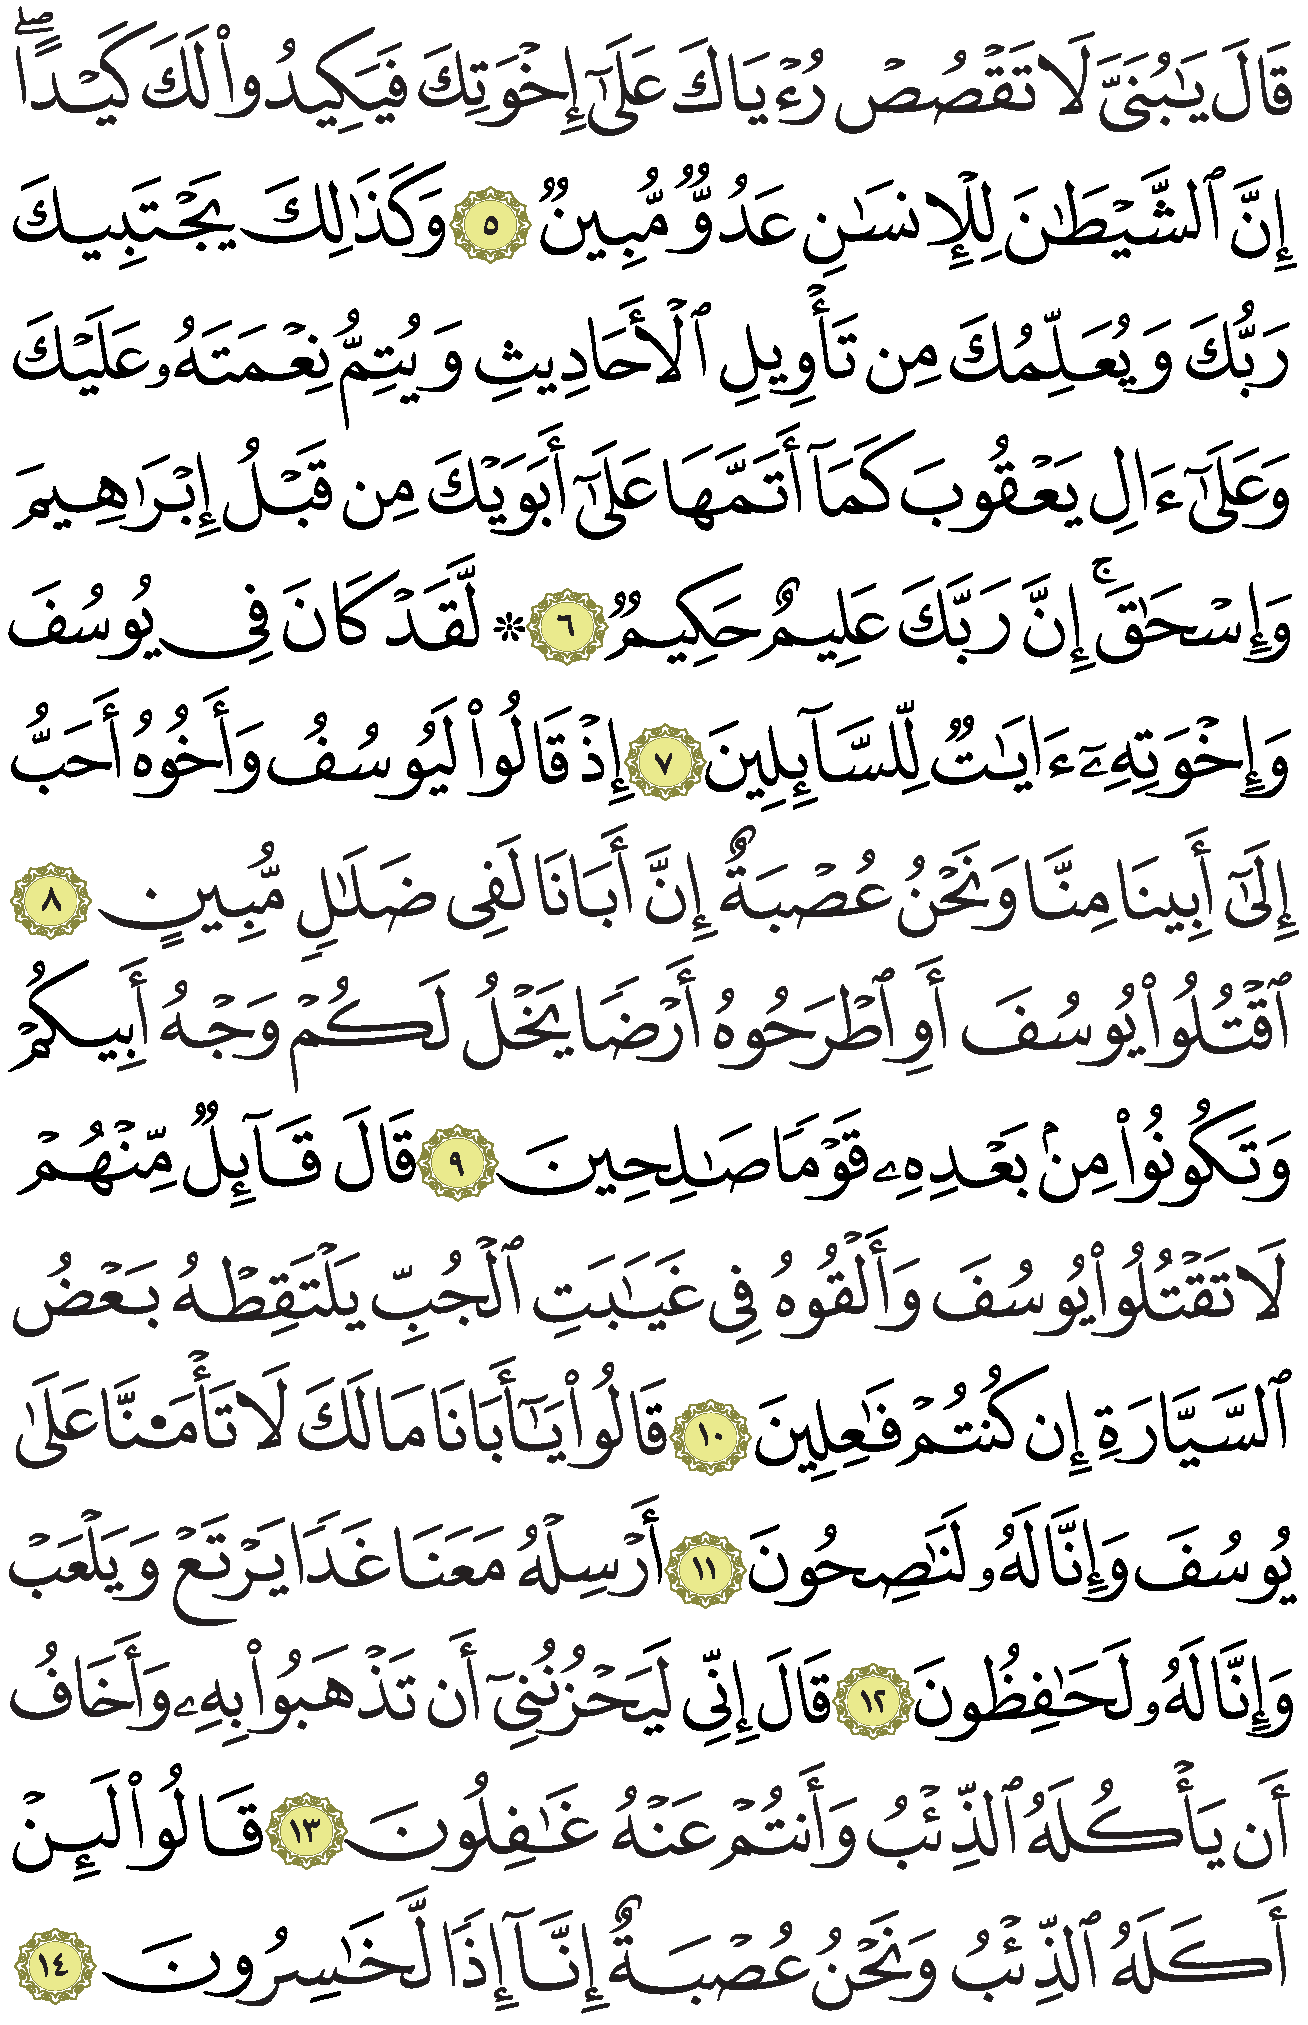 قَالَ يَٰبُنَيَّ لَا تَقْصُصْ رُءْيَاكَ عَلَىٰٓ إِخْوَتِكَ فَيَكِيدُوا۟ لَكَ كَيْدًا ۖ
إِنَّ ٱلشَّيْطَٰنَ لِلْإِنسَٰنِ عَدُوٌّ مُّبِينٌ ٥ وَكَذَٰلِكَ يَجْتَبِيكَ
رَبُّكَ وَيُعَلِّمُكَ مِن تَأْوِيلِ ٱلْأَحَادِيثِ وَيُتِمُّ نِعْمَتَهُۥ عَلَيْكَ
وَعَلَىٰٓ ءَالِ يَعْقُوبَ كَمَآ أَتَمَّهَا عَلَىٰٓ أَبَوَيْكَ مِن قَبْلُ إِبْرَٰهِيمَ
وَإِسْحَٰقَ ۚ إِنَّ رَبَّكَ عَلِيمٌ حَكِيمٌ ٦ ۞ لَّقَدْ كَانَ فِى يُوسُفَ
وَإِخْوَتِهِۦٓ ءَايَٰتٌ لِّلسَّآئِلِينَ ٧ إِذْ قَالُوا۟ لَيُوسُفُ وَأَخُوهُ أَحَبُّ
إِلَىٰٓ أَبِينَا مِنَّا وَنَحْنُ عُصْبَةٌ إِنَّ أَبَانَا لَفِى ضَلَٰلٍ مُّبِينٍ ٨
ٱقْتُلُوا۟ يُوسُفَ أَوِ ٱطْرَحُوهُ أَرْضًا يَخْلُ لَكُمْ وَجْهُ أَبِيكُمْ
وَتَكُونُوا۟ مِنۢ بَعْدِهِۦ قَوْمًا صَٰلِحِينَ ٩ قَالَ قَآئِلٌ مِّنْهُمْ
لَا تَقْتُلُوا۟ يُوسُفَ وَأَلْقُوهُ فِى غَيَٰبَتِ ٱلْجُبِّ يَلْتَقِطْهُ بَعْضُ
ٱلسَّيَّارَةِ إِن كُنتُمْ فَٰعِلِينَ ١٠ قَالُوا۟ يَٰٓأَبَانَا مَا لَكَ لَا تَأْمَ۫نَّا عَلَىٰ
يُوسُفَ وَإِنَّا لَهُۥ لَنَٰصِحُونَ ١١ أَرْسِلْهُ مَعَنَا غَدًا يَرْتَعْ وَيَلْعَبْ
وَإِنَّا لَهُۥ لَحَٰفِظُونَ ١٢ قَالَ إِنِّى لَيَحْزُنُنِىٓ أَن تَذْهَبُوا۟ بِهِۦ وَأَخَافُ
أَن يَأْكُلَهُ ٱلذِّئْبُ وَأَنتُمْ عَنْهُ غَٰفِلُونَ ١٣ قَالُوا۟ لَئِنْ
أَكَلَهُ ٱلذِّئْبُ وَنَحْنُ عُصْبَةٌ إِنَّآ إِذًا لَّخَٰسِرُونَ ١٤